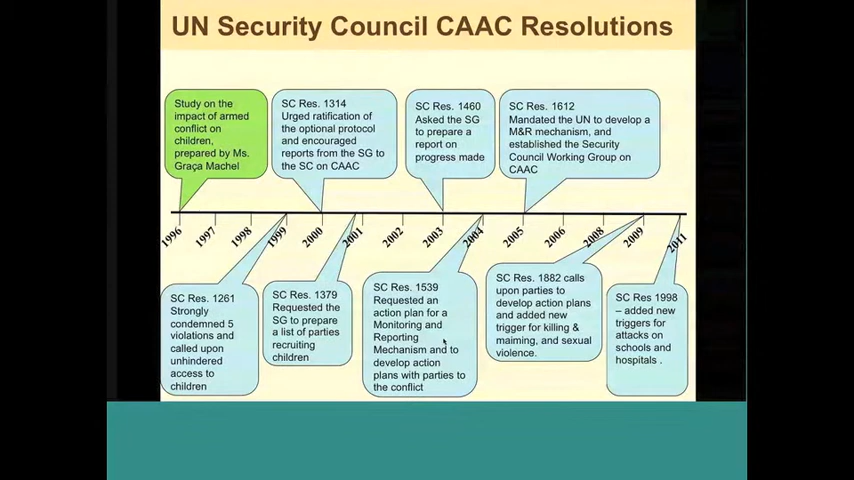 UN Security Council CAAC Resolutions
Study on the
impact of armed
conflict on
children,
prepared by Ms.
Graça Machel
SC Res. 1314
Urged ratification of
the optional protocol
and encouraged
reports from the SG to
the SC on CAAC
SC Res. 1460
Asked the SG
to prepare a
report on
progress made
SC Res. 1612
Mandated the UN to develop a
M&R mechanism, and
established the Security
Council Working Group on
CAAC
1996
1997
1998
1999
2000
2001
2002
2003
2004
2005
2006
2008
2009
2011
SC Res. 1261
Strongly
condemned 5
violations and
called upon
unhindered
access to
children
SC Res. 1379
Requested the
SG to prepare
a list of parties
recruiting
children
SC Res. 1539
Requested an
action plan for a
Monitoring and
Reporting
Mechanism and to
develop action
plans with parties to
the conflict
SC Res. 1882 calls
upon parties to
develop action plans
and added new
trigger for killing &
maiming, and sexual
violence.
SC Res 1998
– added new
triggers for
attacks on
schools and
hospitals .